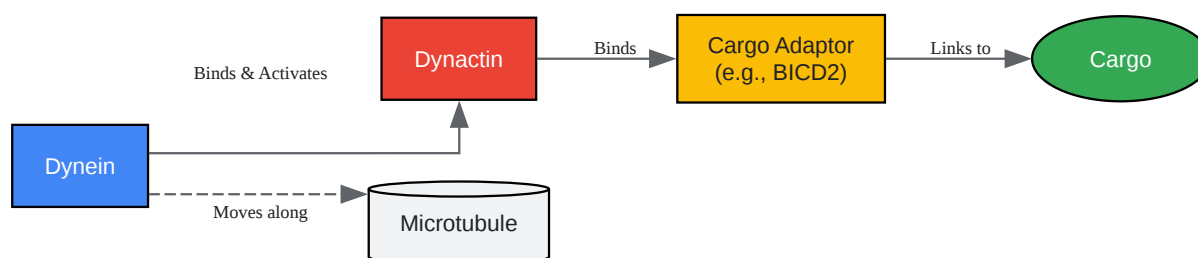 Dynactin
Binds
Cargo Adaptor
(e.g., BICD2)
Links to
Cargo
Binds & Activates
Dynein
Moves along
Microtubule